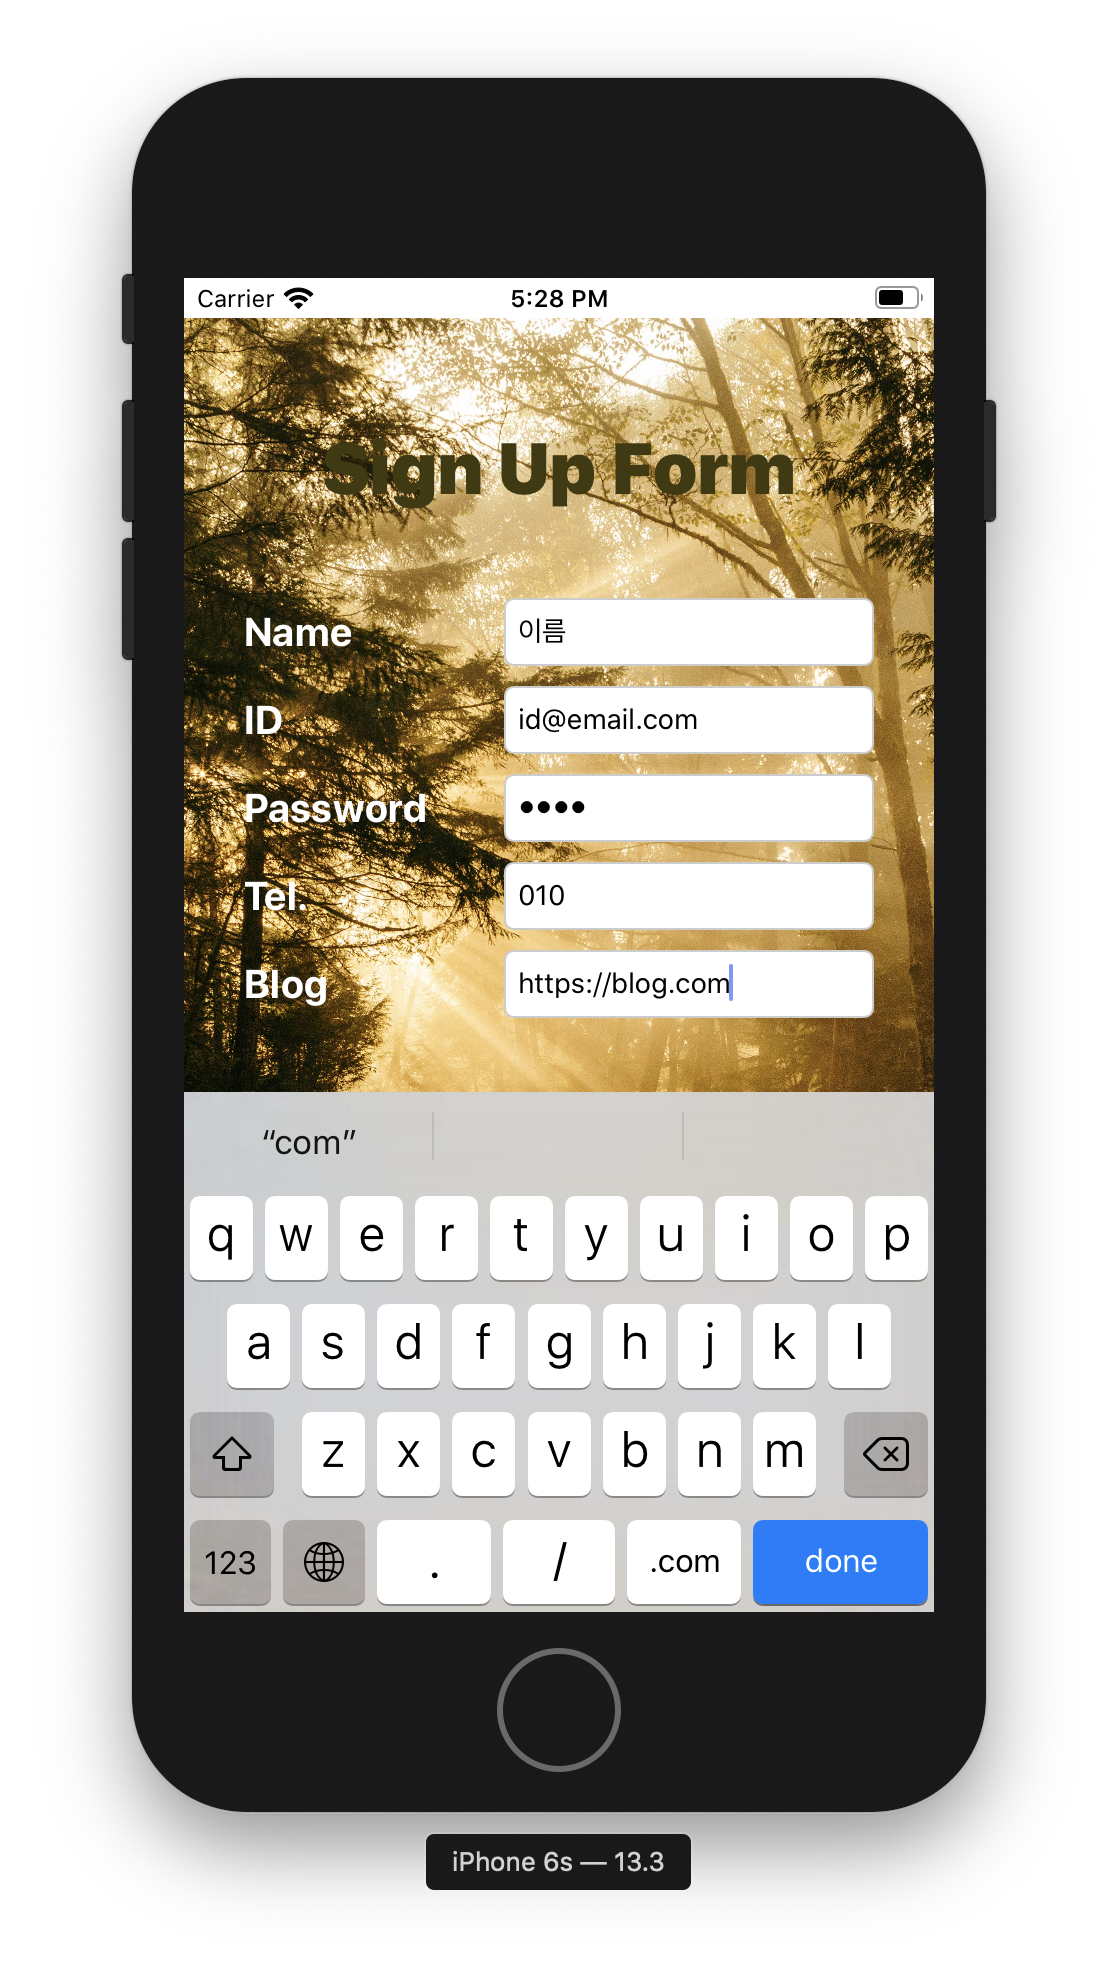 Carrier 5:28 PM
Sign Up Form
Name 이름
ID id@email.com
Password ••••
Tel. 010
Blog https://blog.com
“com”
q w e r t y u i o p
a s d f g h j k l
z x c v b n m
123 . / .com done
iPhone 6s — 13.3